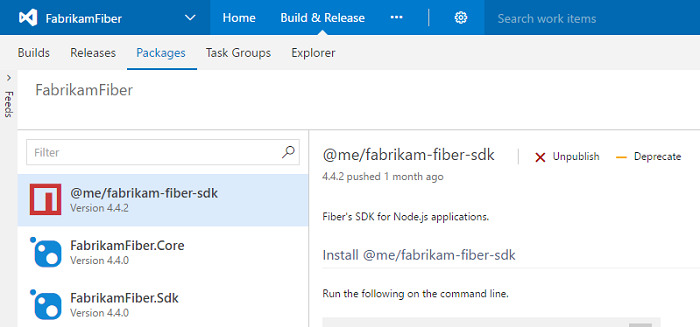 FabrikamFiber Home Build & Release ••• Search work items
Builds Releases Packages Task Groups Explorer
Feeds
FabrikamFiber
Filter
@me/fabrikam-fiber-sdk
Version 4.4.2
FabrikamFiber.Core
Version 4.4.0
FabrikamFiber.Sdk
Version 4.4.0
@me/fabrikam-fiber-sdk Unpublish Deprecate
4.4.2 pushed 1 month ago
Fiber's SDK for Node.js applications.
Install @me/fabrikam-fiber-sdk
Run the following on the command line.